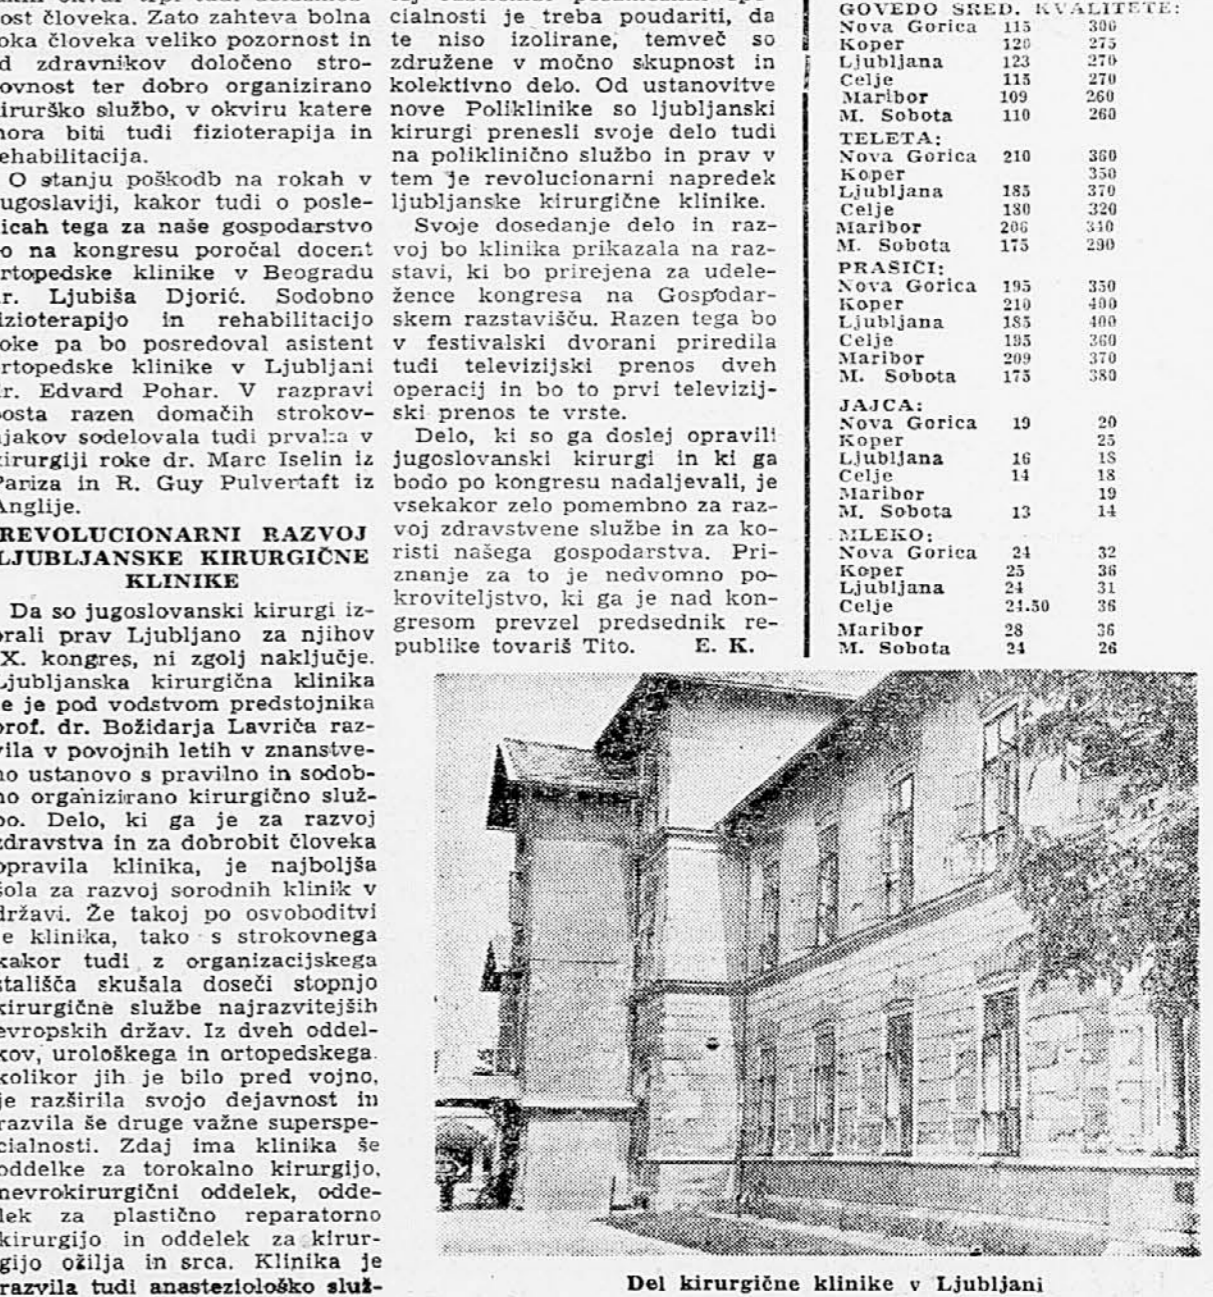 ost človeka. Zato zahteva bolna
oka človeka veliko pozornost in
d zdravnikov določeno stro-
ovnost ter dobro organizirano
irurško službo, v okviru katere
nora biti tudi fizioterapija in
ehabilitacija.
O stanju poškodb na rokah v
ugoslaviji, kakor tudi o posle-
icah tega za naše gospodarstvo
o na kongresu poročal docent
rtopedske klinike v Beogradu
r. Ljubiša Djorić. Sodobno
izioterapijo in rehabilitacijo
oke pa bo posredoval asistent
rtopedske klinike v Ljubljani
r. Edvard Pohar. V razpravi
osta razen domačih strokov-
njakov sodelovala tudi prvaka v
kirurgiji roke dr. Marc Iselin iz
Pariza in R. Guy Pulvertaft iz
Anglije.
REVOLUCIONARNI RAZVOJ
LJUBLJANSKE KIRURGIČNE
KLINIKE
Da so jugoslovanski kirurgi iz-
brali prav Ljubljano za njihov
IX. kongres, ni zgolj naključje.
Ljubljanska kirurgična klinika
se je pod vodstvom predstojnika
prof. dr. Božidarja Lavriča raz-
vila v povojnih letih v znanstve-
no ustanovo s pravilno in sodob-
no organizirano kirurgično služ-
bo. Delo, ki ga je za razvoj
zdravstva in za dobrobit človeka
opravila klinika, je najboljša
šola za razvoj sorodnih klinik v
državi. Že takoj po osvoboditvi
je klinika, tako s strokovnega
kakor tudi z organizacijskega
stališča skušala doseči stopnjo
kirurgične službe najrazvitejših
evropskih držav. Iz dveh oddel-
kov, urološkega in ortopedskega.
kolikor jih je bilo pred vojno,
je razširila svojo dejavnost in
razvila še druge važne superspe-
cialnosti. Zdaj ima klinika še
oddelke za torokalno kirurgijo,
nevrokirurgični oddelek, odde-
lek za plastično reparatorno
kirurgijo in oddelek za kirur-
gijo ožilja in srca. Klinika je
razvila tudi anasteziološko služ-
cialnosti je treba poudariti, da
te niso izolirane, temveč so
združene v močno skupnost in
kolektivno delo. Od ustanovitve
nove Poliklinike so ljubljanski
kirurgi prenesli svoje delo tudi
na poliklinično službo in prav v
tem je revolucionarni napredek
ljubljanske kirurgične klinike.
Svoje dosedanje delo in raz-
voj bo klinika prikazala na raz-
stavi, ki bo prirejena za udele-
žence kongresa na Gospodar-
skem razstavišču. Razen tega bo
v festivalski dvorani priredila
tudi televizijski prenos dveh
operacij in bo to prvi televizij-
ski prenos te vrste.
Delo, ki so ga doslej opravili
jugoslovanski kirurgi in ki ga
bodo po kongresu nadaljevali, je
vsekakor zelo pomembno za raz-
voj zdravstvene službe in za ko-
risti našega gospodarstva. Pri-
znanje za to je nedvomno po-
kroviteljstvo, ki ga je nad kon-
gresom prevzel predsednik re-
publike tovariš Tito. E. K.
GOVEDO SRED. KVALITETE:
Nova Gorica 115 300
Koper 120 275
Ljubljana 123 270
Celje 115 270
Maribor 109 260
M. Sobota 110 260
TELETA:
Nova Gorica 210 360
Koper 350
Ljubljana 185 370
Celje 180 320
Maribor 206 340
M. Sobota 175 290
PRAŠIČI:
Nova Gorica 195 350
Koper 210 400
Ljubljana 185 400
Celje 195 360
Maribor 209 370
M. Sobota 175 380
JAJCA:
Nova Gorica 19 20
Koper 25
Ljubljana 16 18
Celje 14 18
Maribor 19
M. Sobota 13 14
MLEKO:
Nova Gorica 24 32
Koper 25 36
Ljubljana 24 31
Celje 24.50 36
Maribor 28 36
M. Sobota 24 26
Del kirurgične klinike v Ljubljani